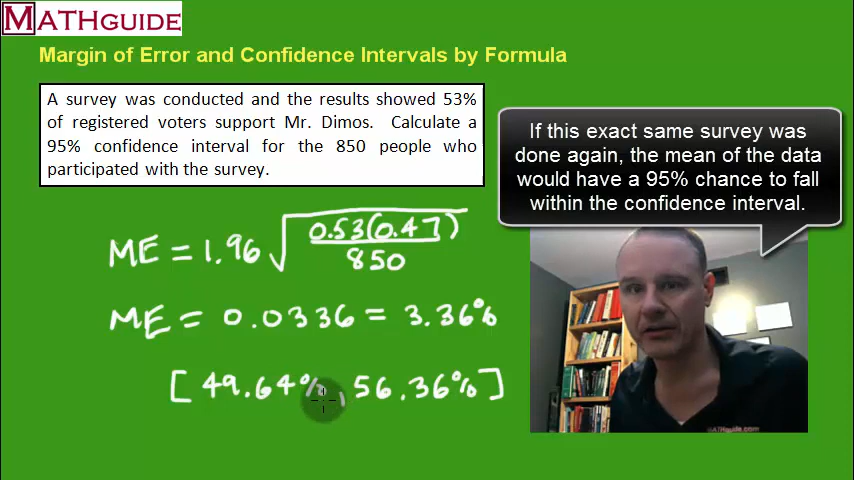 MATHGUIDE
Margin of Error and Confidence Intervals by Formula
A survey was conducted and the results showed 53%
of registered voters support Mr. Dimos. Calculate a
95% confidence interval for the 850 people who
participated with the survey.
If this exact same survey was
done again, the mean of the data
would have a 95% chance to fall
within the confidence interval.
ME = 1.96 √ 0.53(0.47)
850
ME = 0.0336 = 3.36%
[ 49.64%, 56.36% ]
MATHguide.com